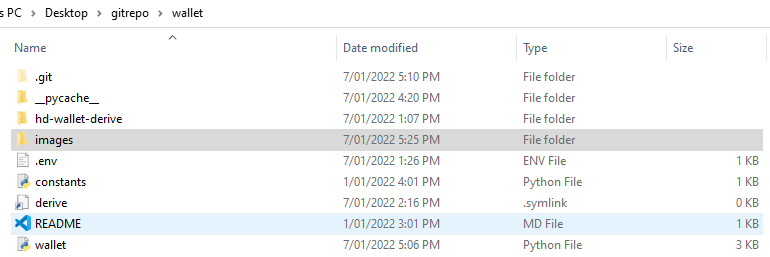 s PC > Desktop > gitrepo > wallet
Name Date modified Type Size
.git 7/01/2022 5:10 PM File folder
__pycache__ 7/01/2022 4:20 PM File folder
hd-wallet-derive 7/01/2022 1:07 PM File folder
images 7/01/2022 5:25 PM File folder
.env 7/01/2022 1:26 PM ENV File 1 KB
constants 1/01/2022 4:01 PM Python File 1 KB
derive 7/01/2022 2:16 PM .symlink 0 KB
README 1/01/2022 3:01 PM MD File 1 KB
wallet 7/01/2022 5:06 PM Python File 3 KB